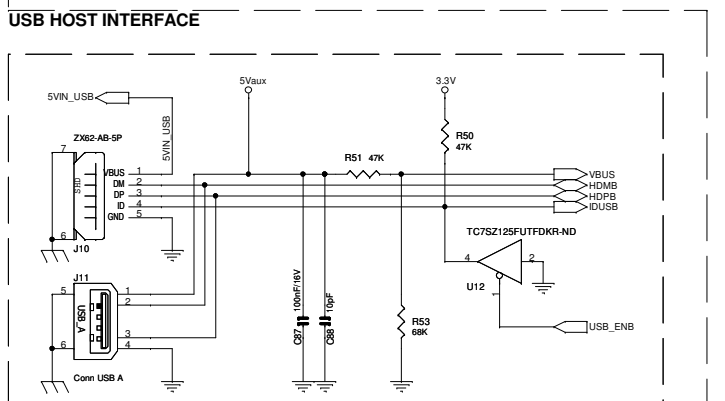 USB HOST INTERFACE
5Vaux
3.3V
5VIN_USB
5VIN_USB
ZX62-AB-5P
7
SHD
VBUS 1
DM 2
DP 3
ID 4
GND 5
6
J10
R50
47K
R51 47K
VBUS
HDMB
HDPB
IDUSB
TC7SZ125FUTFDKR-ND
4
2
U12
1
USB_ENB
J11
5
1
2
USB_A
3
6
4
Conn USB A
C87
100nF/16V
C88
10pF
R53
68K